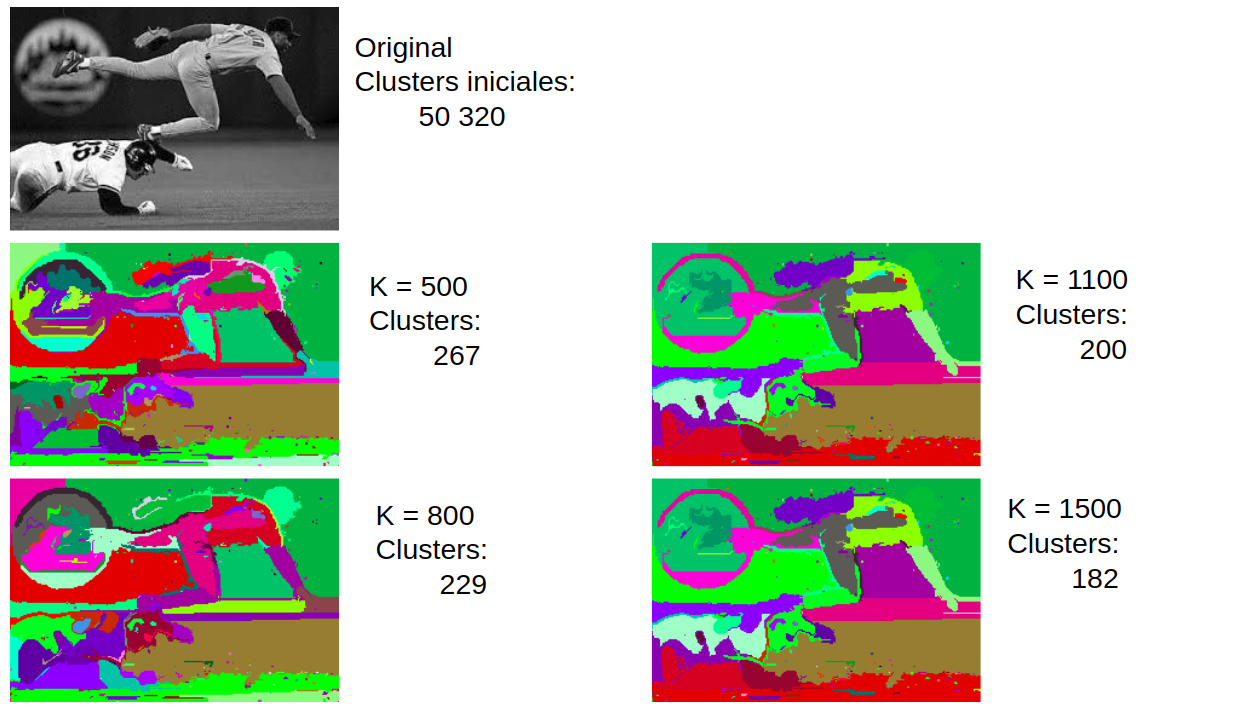 Original
Clusters iniciales:
50 320
K = 500
Clusters:
267
K = 1100
Clusters:
200
K = 800
Clusters:
229
K = 1500
Clusters:
182